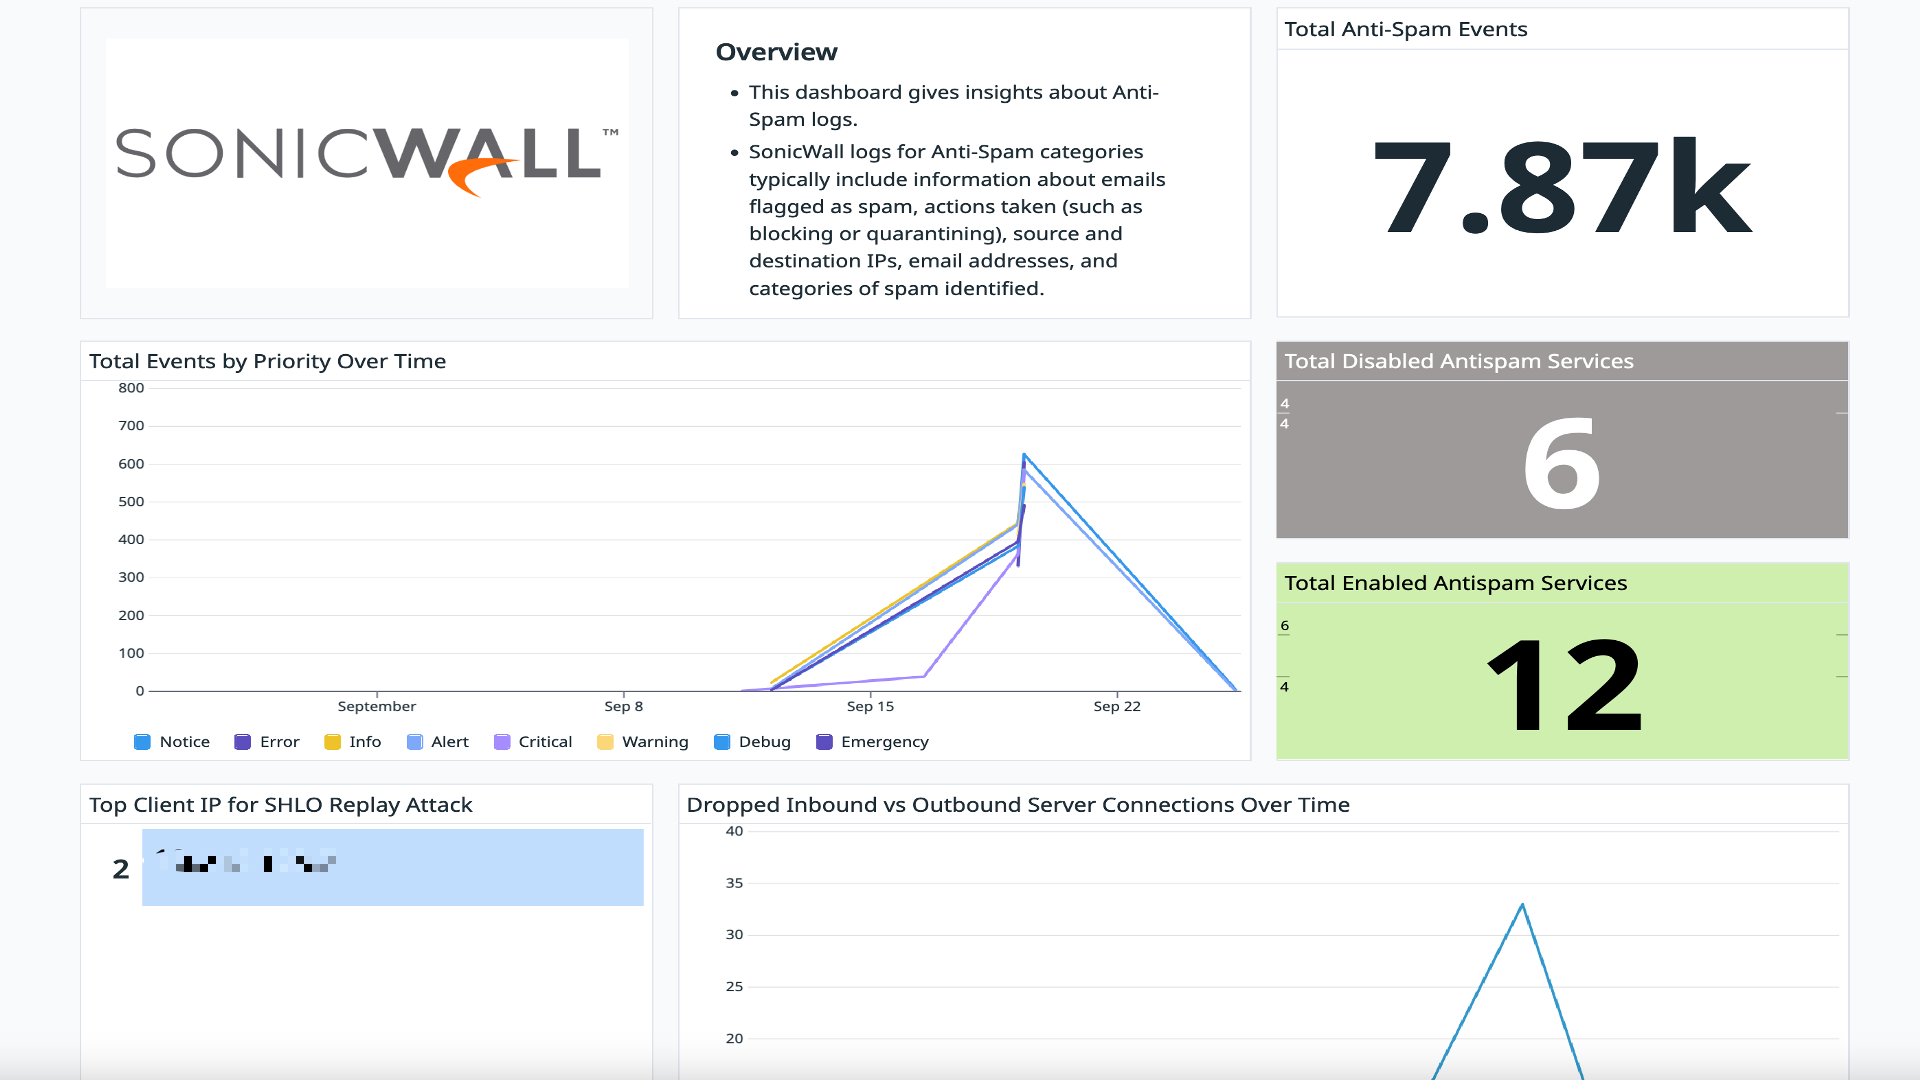 SONICWALL™
Overview
• This dashboard gives insights about Anti-
Spam logs.
• SonicWall logs for Anti-Spam categories
typically include information about emails
flagged as spam, actions taken (such as
blocking or quarantining), source and
destination IPs, email addresses, and
categories of spam identified.
Total Anti-Spam Events
7.87k
Total Events by Priority Over Time
800
700
600
500
400
300
200
100
0
September Sep 8 Sep 15 Sep 22
Notice Error Info Alert Critical Warning Debug Emergency
Total Disabled Antispam Services
4
4
6
Total Enabled Antispam Services
6
4
12
Top Client IP for SHLO Replay Attack
2
Dropped Inbound vs Outbound Server Connections Over Time
40
35
30
25
20